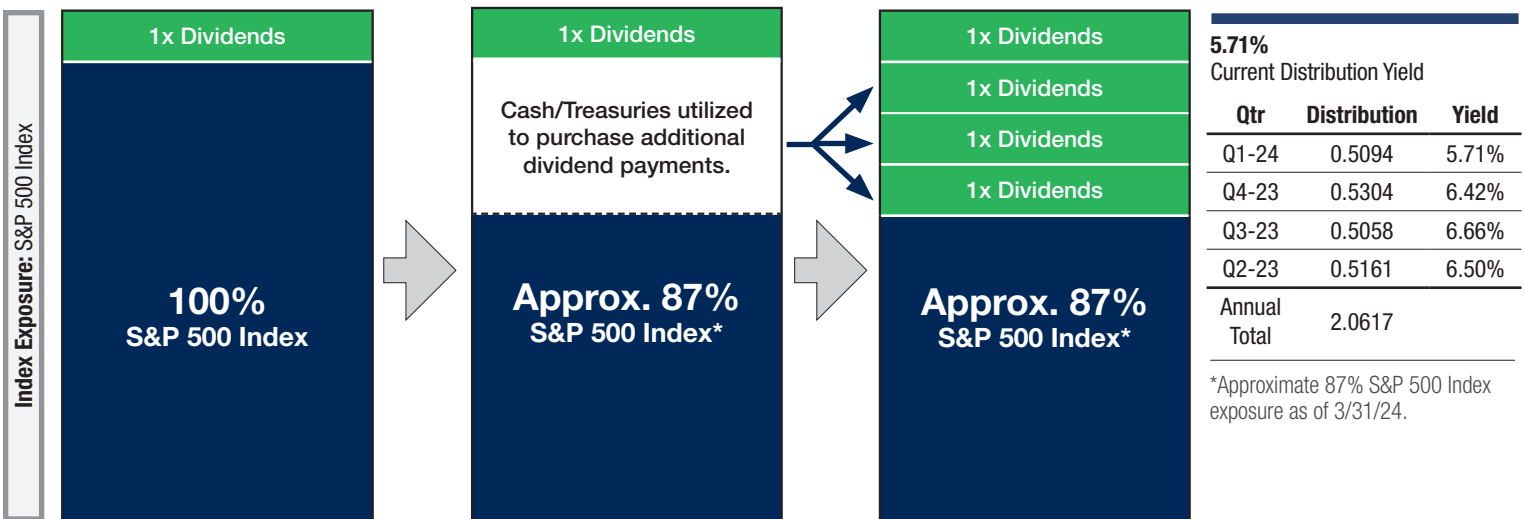 Index Exposure: S&P 500 Index
1x Dividends
100%
S&P 500 Index
1x Dividends
Cash/Treasuries utilized
to purchase additional
dividend payments.
Approx. 87%
S&P 500 Index*
1x Dividends
1x Dividends
1x Dividends
1x Dividends
Approx. 87%
S&P 500 Index*
5.71%
Current Distribution Yield
Qtr Distribution Yield
Q1-24 0.5094 5.71%
Q4-23 0.5304 6.42%
Q3-23 0.5058 6.66%
Q2-23 0.5161 6.50%
Annual
Total 2.0617
*Approximate 87% S&P 500 Index
exposure as of 3/31/24.